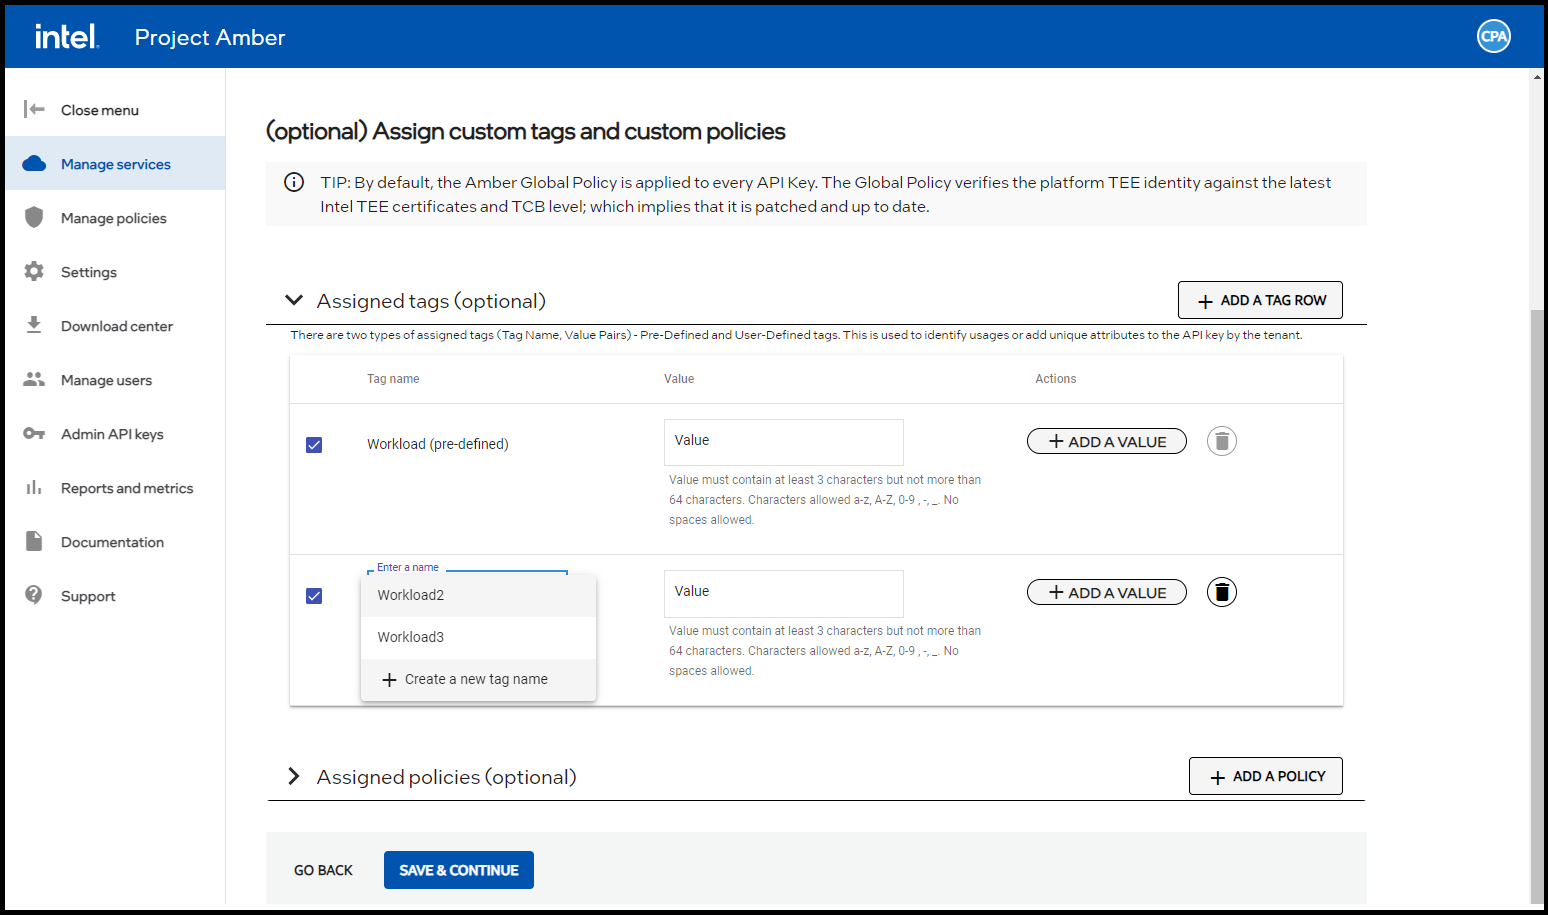 intel.
Project Amber
CPA
Close menu
Manage services
Manage policies
Settings
Download center
Manage users
Admin API keys
Reports and metrics
Documentation
Support
(optional) Assign custom tags and custom policies
TIP: By default, the Amber Global Policy is applied to every API Key. The Global Policy verifies the platform TEE identity against the latest
Intel TEE certificates and TCB level; which implies that it is patched and up to date.
Assigned tags (optional)
+ ADD A TAG ROW
There are two types of assigned tags (Tag Name, Value Pairs) - Pre-Defined and User-Defined tags. This is used to identify usages or add unique attributes to the API key by the tenant.
Tag name Value Actions
Workload (pre-defined)
Value
+ ADD A VALUE
Value must contain at least 3 characters but not more than
64 characters. Characters allowed a-z, A-Z, 0-9 , -, _. No
spaces allowed.
Enter a name
Workload2
Workload3
+ Create a new tag name
Value
+ ADD A VALUE
Value must contain at least 3 characters but not more than
64 characters. Characters allowed a-z, A-Z, 0-9 , -, _. No
spaces allowed.
Assigned policies (optional)
+ ADD A POLICY
GO BACK
SAVE & CONTINUE